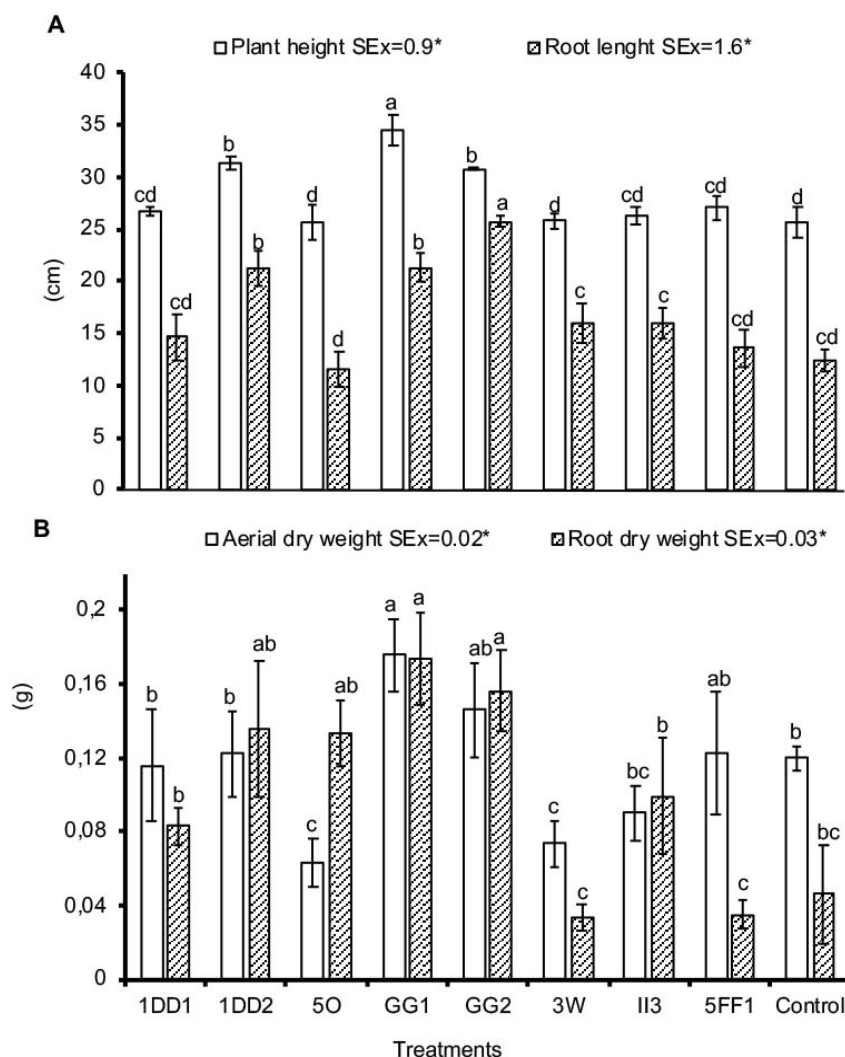 A
Plant height SEx=0.9* Root lenght SEx=1.6*
40
35
30
25
20
15
10
5
0
(cm)
cd cd b b d d a b b a d c cd c cd cd d cd
B
Aerial dry weight SEx=0.02* Root dry weight SEx=0.03*
0,2
0,16
0,12
0,08
0,04
0
(g)
b b b ab c ab a a ab a c c bc b ab c b bc
1DD1 1DD2 5O GG1 GG2 3W II3 5FF1 Control
Treatments